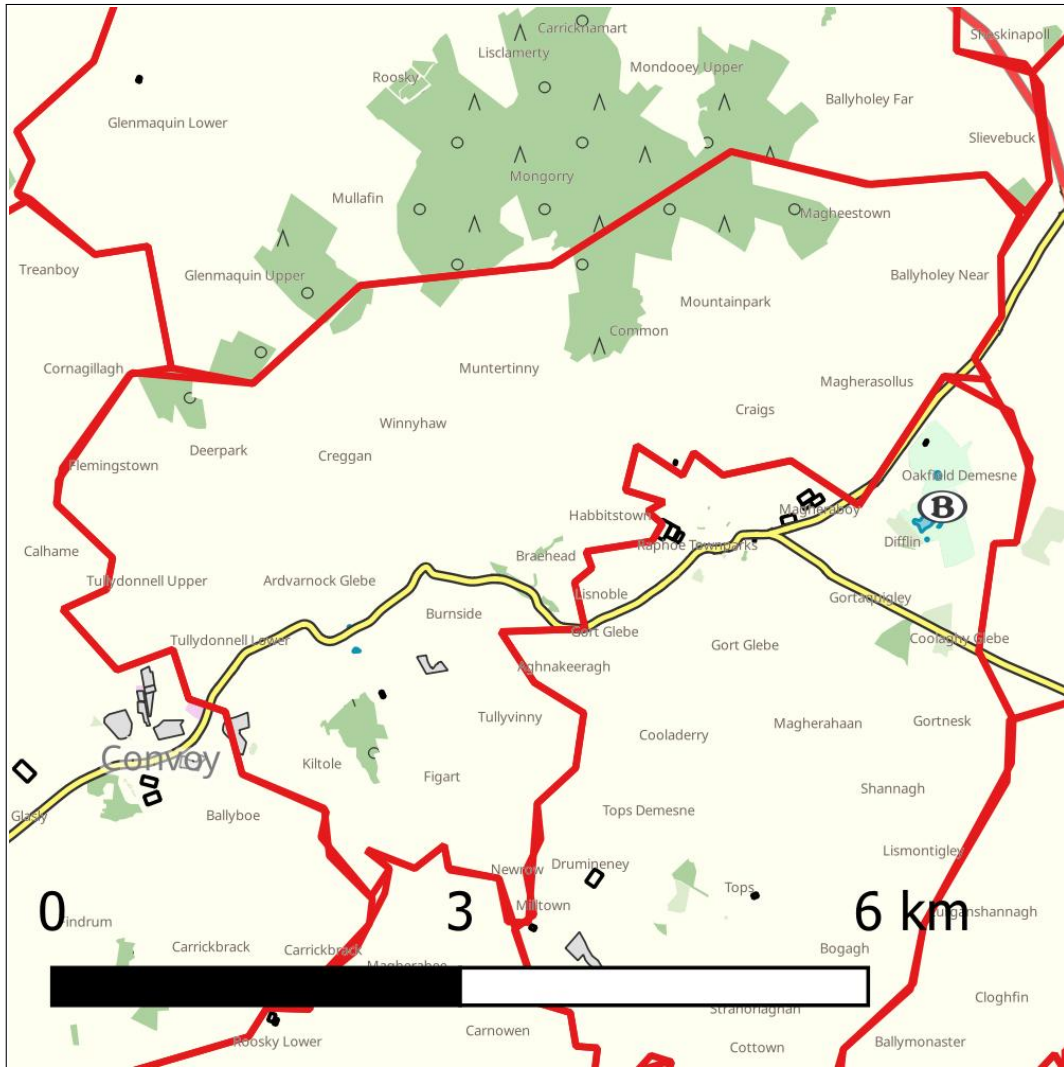 Carricknamart
Sheskinapoll
Lisclamerty
Mondooey Upper
Roosky
Ballyholey Far
Glenmaquin Lower
Slievebuck
Mongorry
Mullafin
Magheestown
Treanboy
Glenmaquin Upper
Ballyholey Near
Mountainpark
Common
Cornagillagh
Muntertinny
Magherasollus
Craigs
Winnyhaw
Deerpark
Creggan
Flemingstown
Oakfield Demesne
B
Habbitstown
Magheraboy
Calhame
Raphoe Townparks
Difflin
Braehead
Tullydonnell Upper
Ardvarnock Glebe
Lisnoble
Gortaquigley
Burnside
Tullydonnell Lower
Gort Glebe
Gort Glebe
Coolaghy Glebe
Aghnakeeragh
Tullyvinny
Cooladerry
Magherahaan
Gortnesk
Convoy
Kiltole
Figart
Shannagh
Glasly
Ballyboe
Tops Demesne
Lismontigley
Newrow
Drumineney
Tops
Milltown
0
3
6 km
Findrum
Carrickbrack
Carrickbrack
Bogagh
Cloghfin
Carnowen
Roosky Lower
Cottown
Ballymonaster